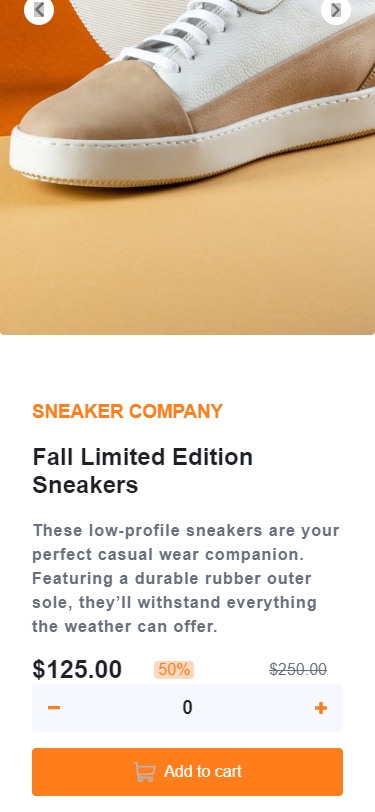 SNEAKER COMPANY
Fall Limited Edition
Sneakers
These low-profile sneakers are your
perfect casual wear companion.
Featuring a durable rubber outer
sole, they’ll withstand everything
the weather can offer.
$125.00 50% $250.00
0
Add to cart